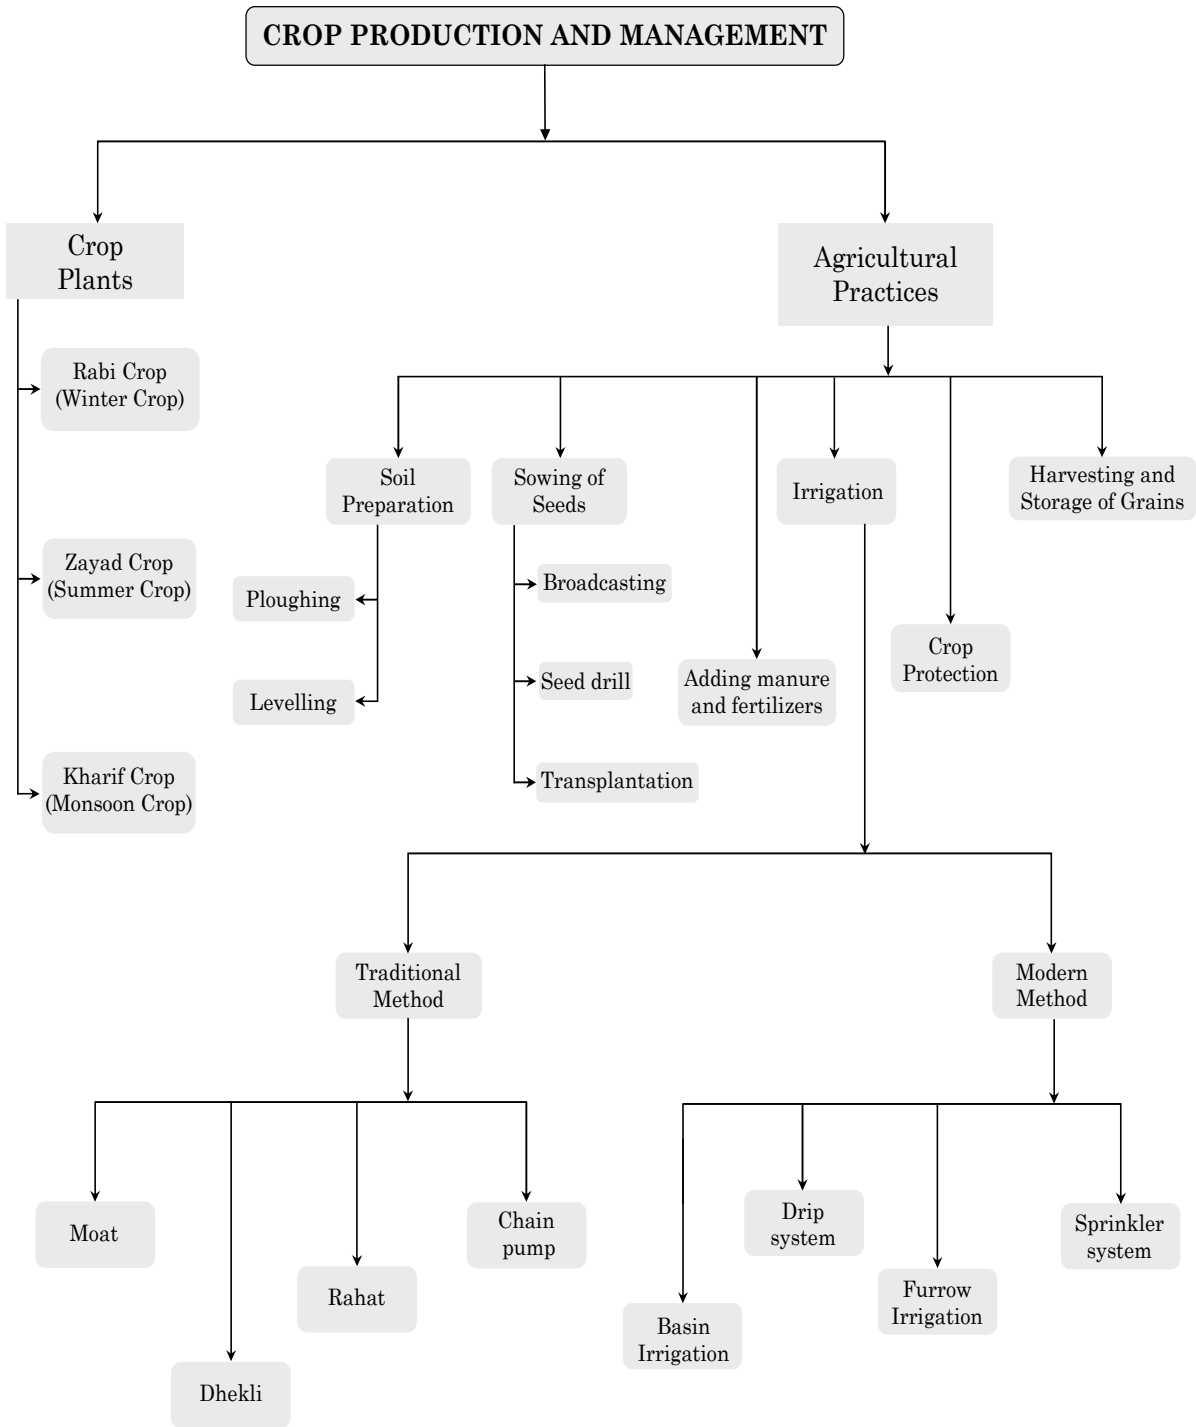 CROP PRODUCTION AND MANAGEMENT
Crop
Plants
Agricultural
Practices
Rabi Crop
(Winter Crop)
Zayad Crop
(Summer Crop)
Kharif Crop
(Monsoon Crop)
Soil
Preparation
Sowing of
Seeds
Irrigation
Harvesting and
Storage of Grains
Ploughing
Levelling
Broadcasting
Seed drill
Transplantation
Adding manure
and fertilizers
Crop
Protection
Traditional
Method
Modern
Method
Moat
Dhekli
Rahat
Chain
pump
Basin
Irrigation
Drip
system
Furrow
Irrigation
Sprinkler
system